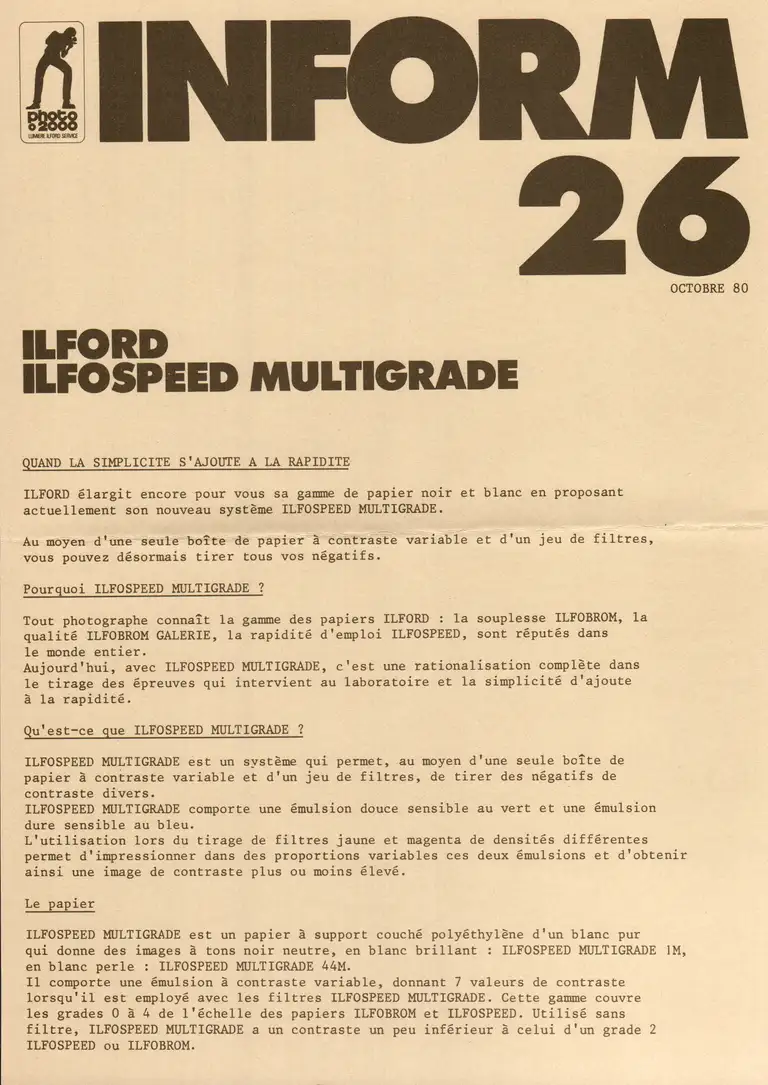 INFORM
photo
2000
LUMIERE ILFORD SERVICE
26
OCTOBRE 80
ILFORD
ILFOSPEED MULTIGRADE
QUAND LA SIMPLICITE S'AJOUTE A LA RAPIDITE
ILFORD élargit encore pour vous sa gamme de papier noir et blanc en proposant
actuellement son nouveau système ILFOSPEED MULTIGRADE.
Au moyen d'une seule boîte de papier à contraste variable et d'un jeu de filtres,
vous pouvez désormais tirer tous vos négatifs.
Pourquoi ILFOSPEED MULTIGRADE ?
Tout photographe connaît la gamme des papiers ILFORD : la souplesse ILFOBROM, la
qualité ILFOBROM GALERIE, la rapidité d'emploi ILFOSPEED, sont réputés dans
le monde entier.
Aujourd'hui, avec ILFOSPEED MULTIGRADE, c'est une rationalisation complète dans
le tirage des épreuves qui intervient au laboratoire et la simplicité d'ajoute
à la rapidité.
Qu'est-ce que ILFOSPEED MULTIGRADE ?
ILFOSPEED MULTIGRADE est un système qui permet, au moyen d'une seule boîte de
papier à contraste variable et d'un jeu de filtres, de tirer des négatifs de
contraste divers.
ILFOSPEED MULTIGRADE comporte une émulsion douce sensible au vert et une émulsion
dure sensible au bleu.
L'utilisation lors du tirage de filtres jaune et magenta de densités différentes
permet d'impressionner dans des proportions variables ces deux émulsions et d'obtenir
ainsi une image de contraste plus ou moins élevé.
Le papier
ILFOSPEED MULTIGRADE est un papier à support couché polyéthylène d'un blanc pur
qui donne des images à tons noir neutre, en blanc brillant : ILFOSPEED MULTIGRADE 1M,
en blanc perle : ILFOSPEED MULTIGRADE 44M.
Il comporte une émulsion à contraste variable, donnant 7 valeurs de contraste
lorsqu'il est employé avec les filtres ILFOSPEED MULTIGRADE. Cette gamme couvre
les grades 0 à 4 de l'échelle des papiers ILFOBROM et ILFOSPEED. Utilisé sans
filtre, ILFOSPEED MULTIGRADE a un contraste un peu inférieur à celui d'un grade 2
ILFOSPEED ou ILFOBROM.